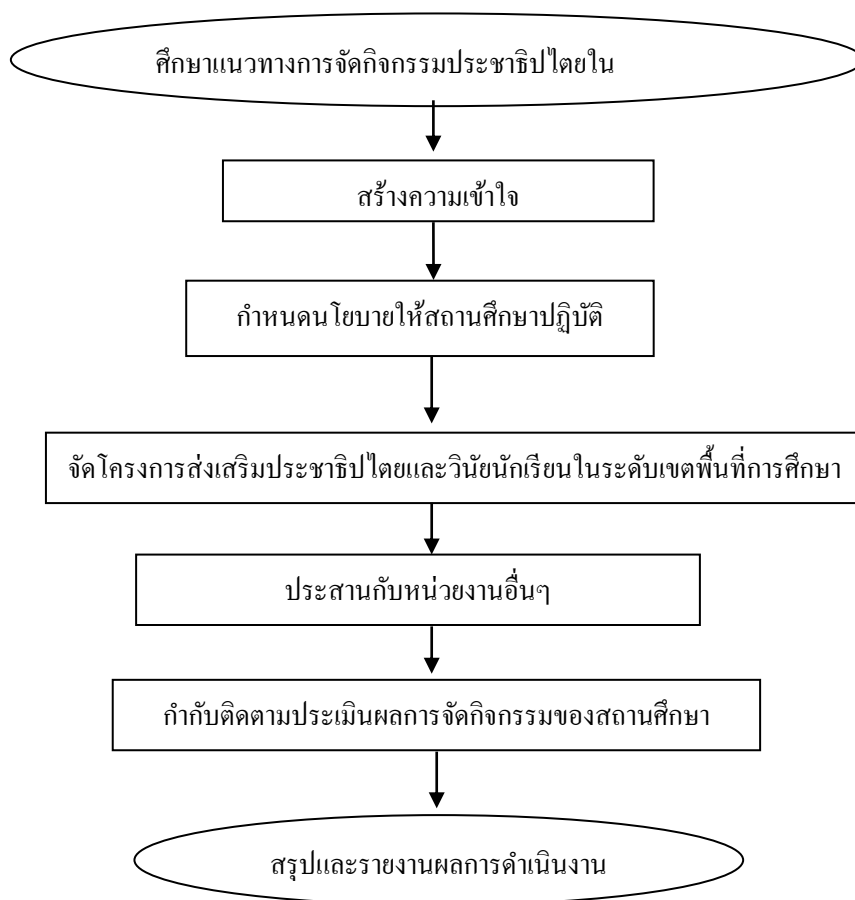 ศึกษาแนวทางการจัดกิจกรรมประชาธิปไตยใน
สร้างความเข้าใจ
กำหนดนโยบายให้สถานศึกษาปฏิบัติ
จัดโครงการส่งเสริมประชาธิปไตยและวินัยนักเรียนในระดับเขตพื้นที่การศึกษา
ประสานกับหน่วยงานอื่นๆ
กำกับติดตามประเมินผลการจัดกิจกรรมของสถานศึกษา
สรุปและรายงานผลการดำเนินงาน